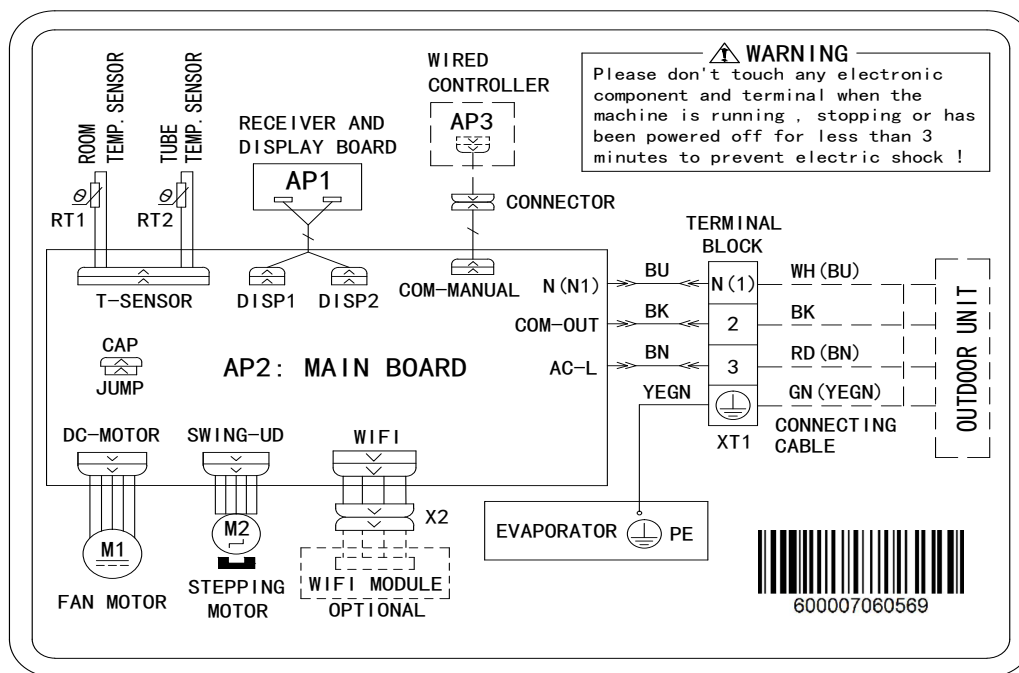 ROOM
TEMP. SENSOR
TUBE
TEMP. SENSOR
RT1
RT2
RECEIVER AND
DISPLAY BOARD
AP1
WIRED
CONTROLLER
AP3
CONNECTOR
WARNING
Please don't touch any electronic
component and terminal when the
machine is running , stopping or has
been powered off for less than 3
minutes to prevent electric shock !
T-SENSOR
DISP1
DISP2
COM-MANUAL
CAP
JUMP
AP2: MAIN BOARD
N(N1)
COM-OUT
AC-L
BU
BK
BN
YEGN
TERMINAL
BLOCK
N(1)
2
3
XT1
WH(BU)
BK
RD(BN)
GN(YEGN)
CONNECTING
CABLE
OUTDOOR UNIT
DC-MOTOR
SWING-UD
WIFI
M1
FAN MOTOR
M2
STEPPING
MOTOR
X2
WIFI MODULE
OPTIONAL
EVAPORATOR
PE
600007060569